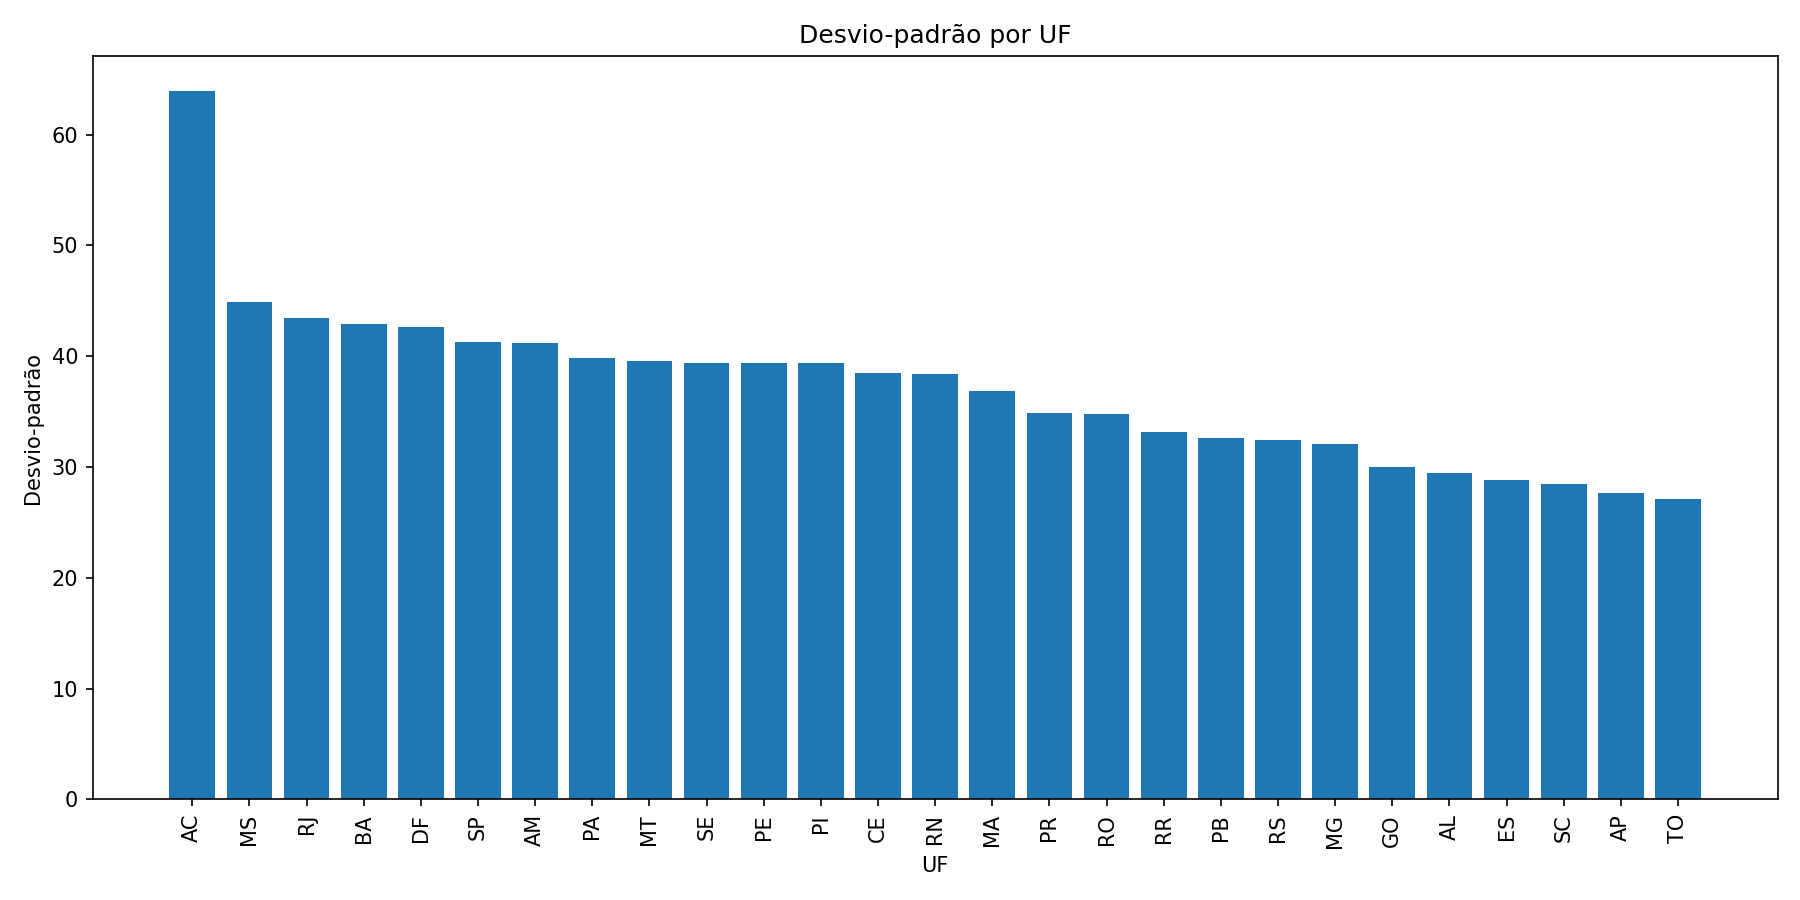 Desvio-padrão por UF
Desvio-padrão
60
50
40
30
20
10
0
AC MS RJ BA DF SP AM PA MT SE PE PI CE RN MA PR RO RR PB RS MG GO AL ES SC AP TO
UF